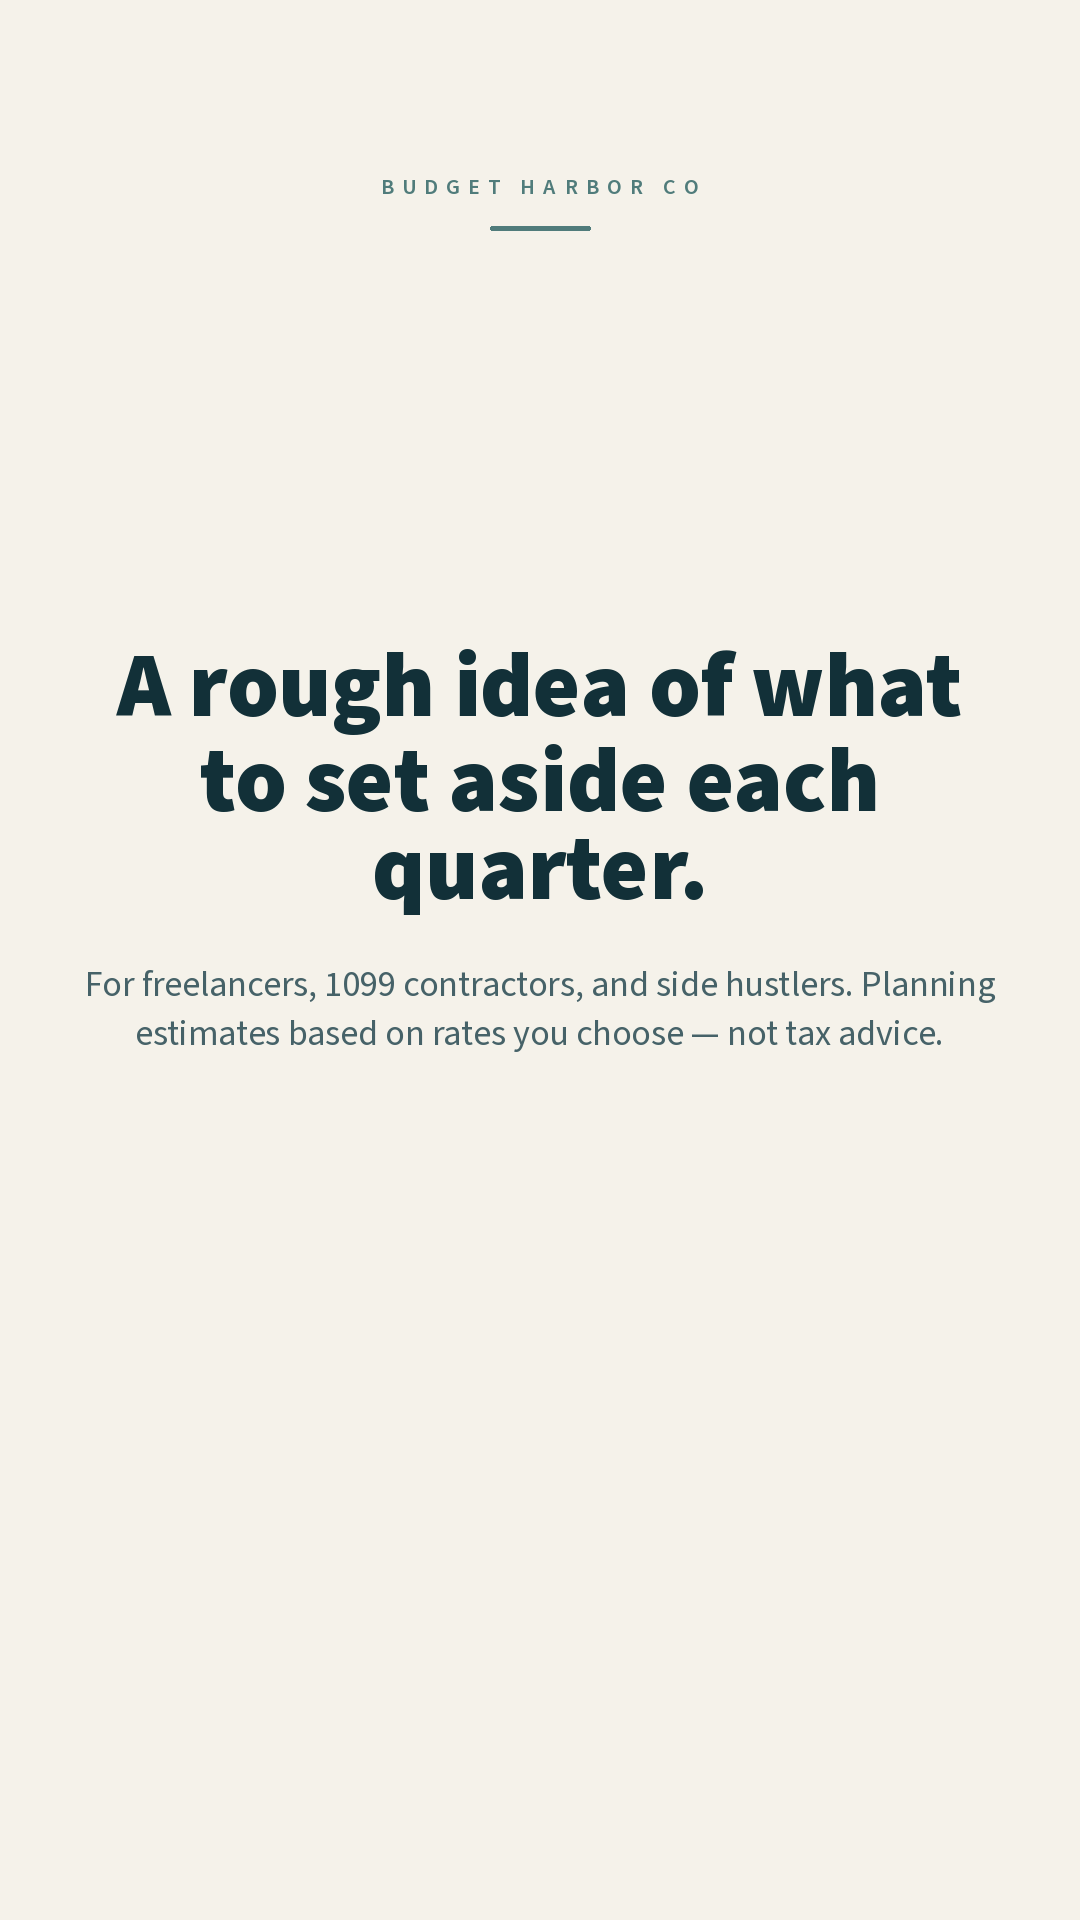 BUDGET HARBOR CO
A rough idea of what
to set aside each
quarter.
For freelancers, 1099 contractors, and side hustlers. Planning
estimates based on rates you choose — not tax advice.